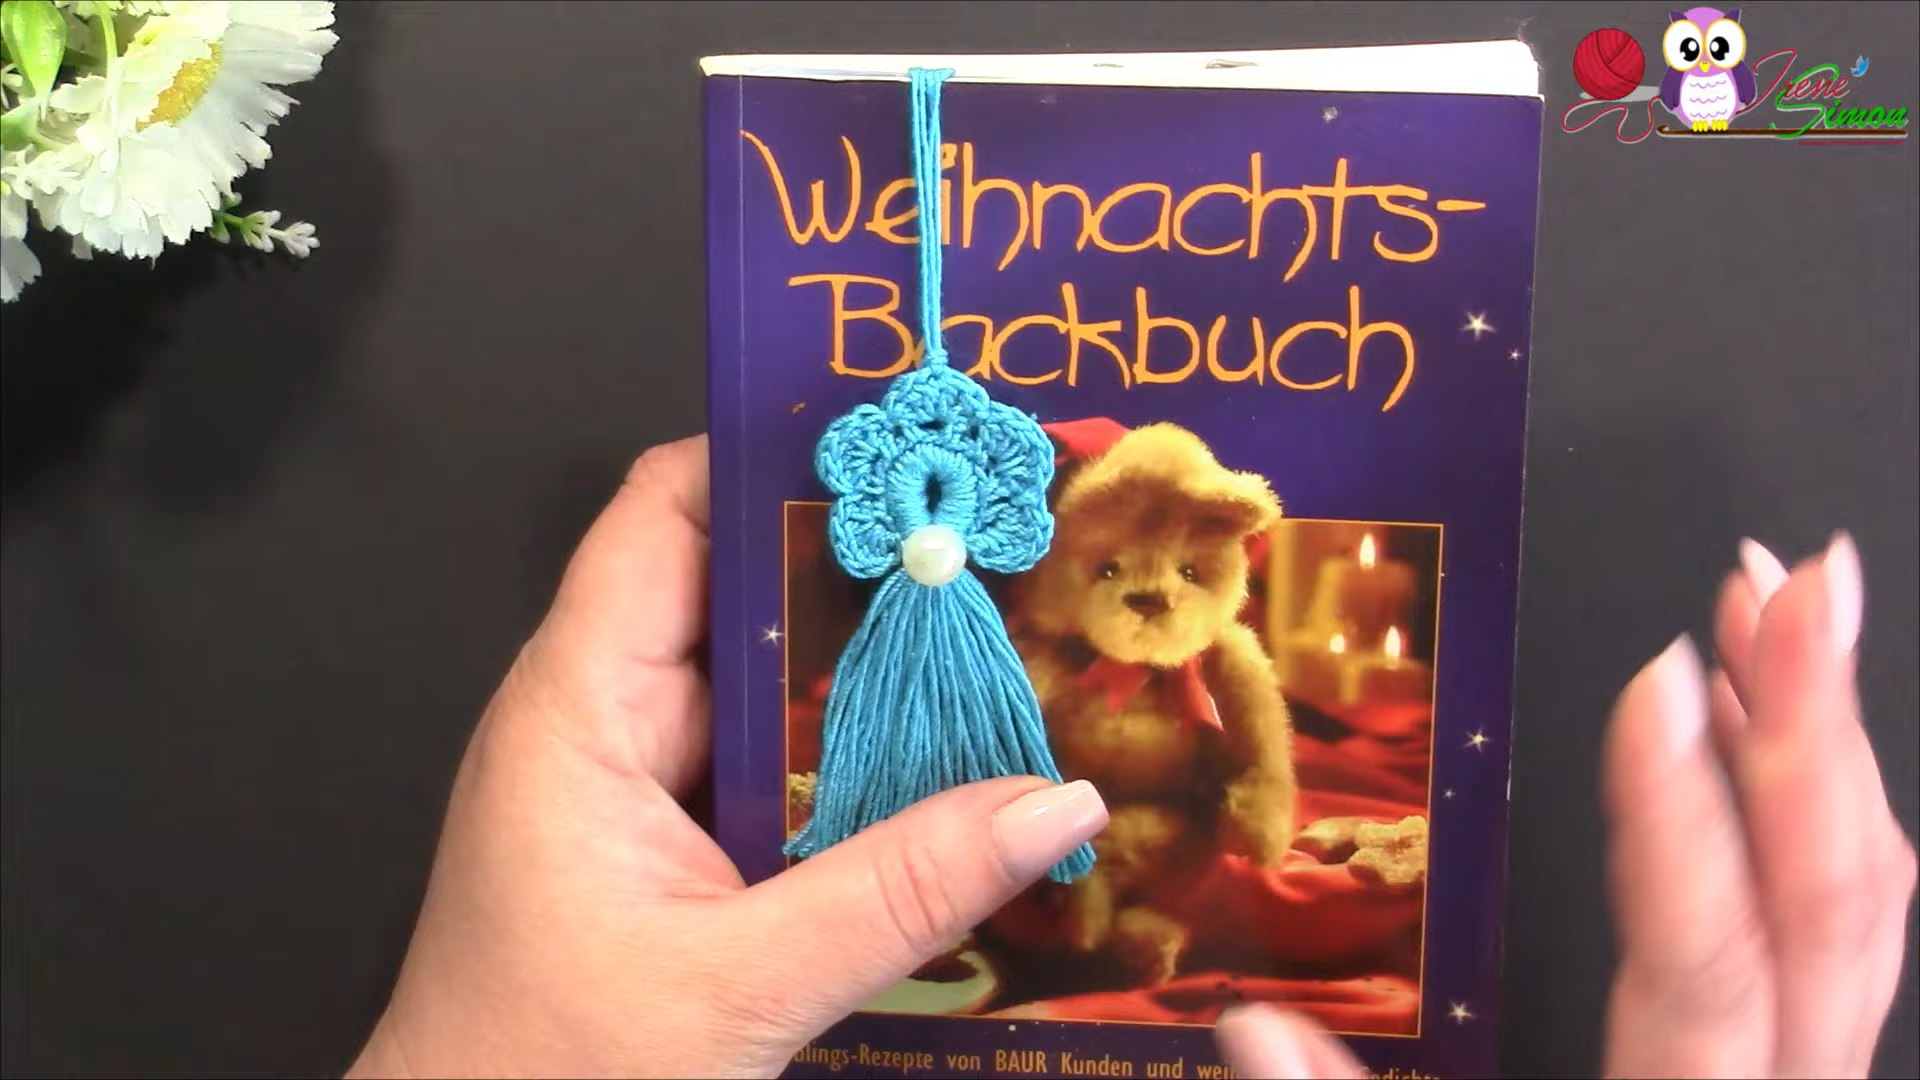 Irene
Simon
Weihnachts-
Backbuch
Rezepte von BAUR Kunden und